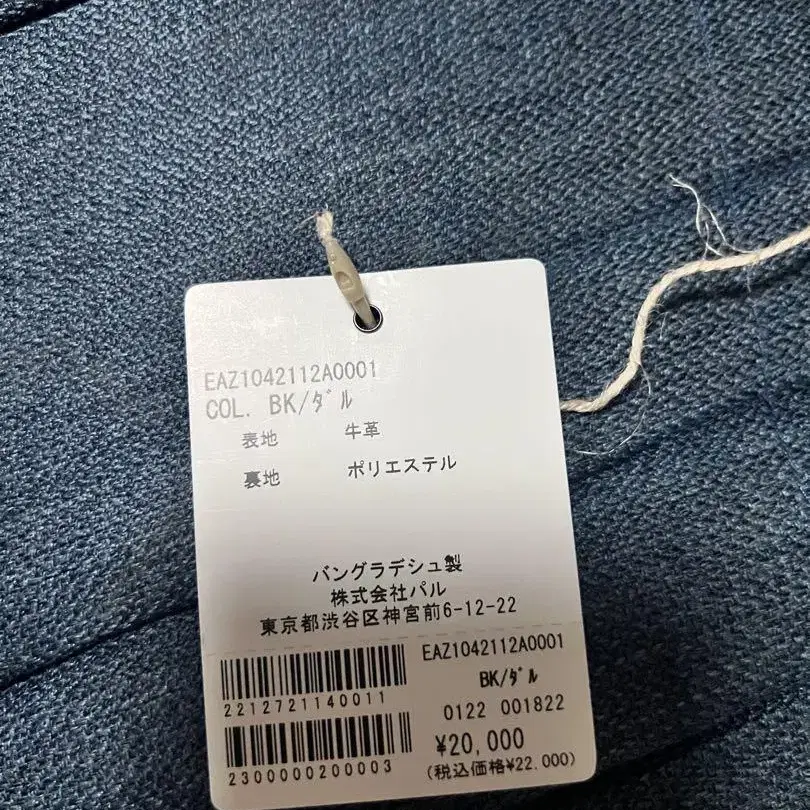 EAZ1042112A0001
COL. BK/ﾀﾞﾙ
表地 牛革
裏地 ポリエステル
バングラデシュ製
株式会社パル
東京都渋谷区神宮前6-12-22
EAZ1042112A0001
BK/ﾀﾞﾙ
2212721140011
0122 001822
¥20,000
2300000200003
(税込価格¥22,000)